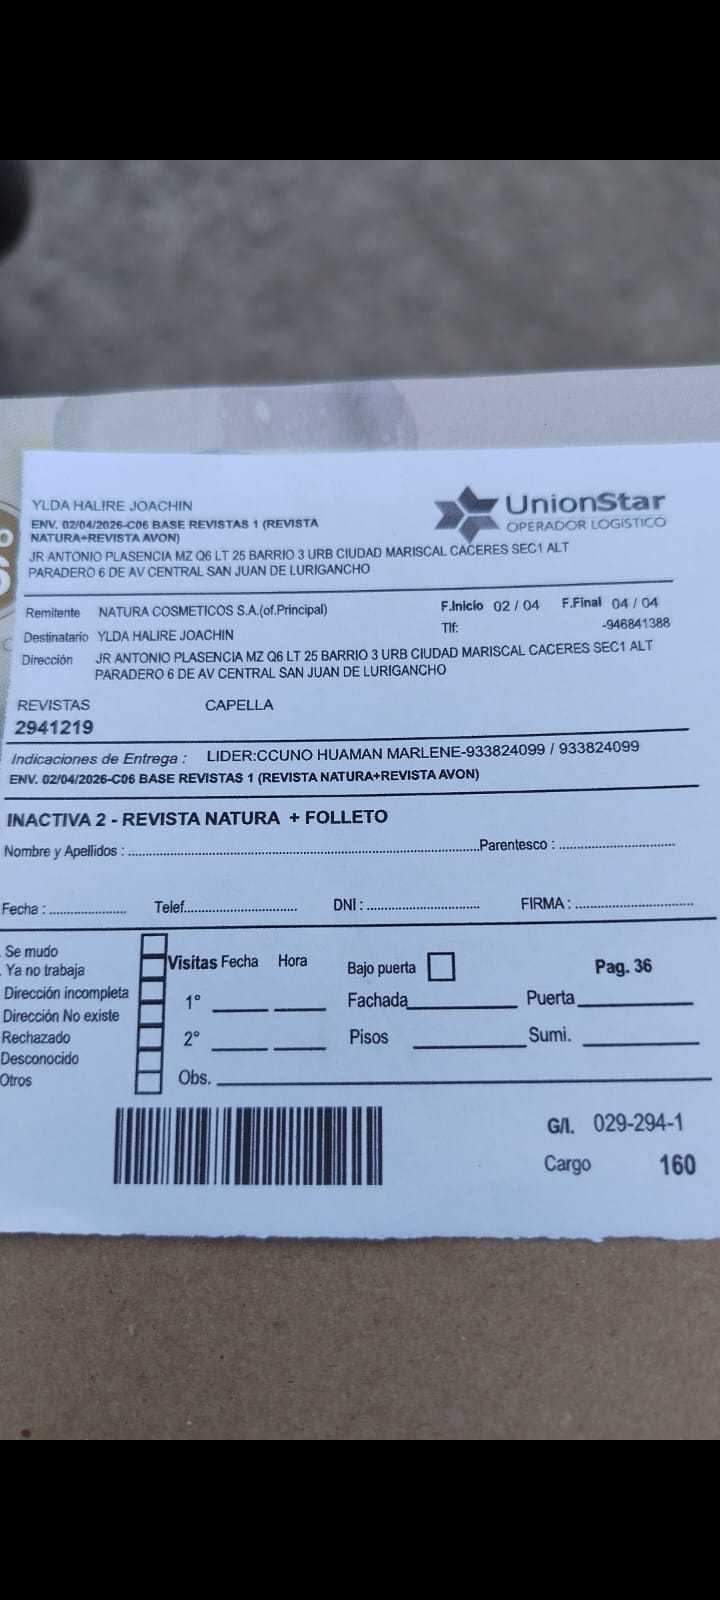 YLDA HALIRE JOACHIN
ENV. 02/04/2026-C06 BASE REVISTAS 1 (REVISTA
NATURA+REVISTA AVON)
UnionStar
OPERADOR LOGISTICO
JR ANTONIO PLASENCIA MZ Q6 LT 25 BARRIO 3 URB CIUDAD MARISCAL CACERES SEC1 ALT
PARADERO 6 DE AV CENTRAL SAN JUAN DE LURIGANCHO
Remitente NATURA COSMETICOS S.A.(of.Principal) F.Inicio 02 / 04 F.Final 04 / 04
Destinatario YLDA HALIRE JOACHIN Tlf: -946841388
Dirección JR ANTONIO PLASENCIA MZ Q6 LT 25 BARRIO 3 URB CIUDAD MARISCAL CACERES SEC1 ALT
PARADERO 6 DE AV CENTRAL SAN JUAN DE LURIGANCHO
REVISTAS CAPELLA
2941219
Indicaciones de Entrega : LIDER:CCUNO HUAMAN MARLENE-933824099 / 933824099
ENV. 02/04/2026-C06 BASE REVISTAS 1 (REVISTA NATURA+REVISTA AVON)
INACTIVA 2 - REVISTA NATURA + FOLLETO
Nombre y Apellidos : Parentesco :
Fecha : Telef. DNI : FIRMA :
Se mudo
Ya no trabaja
Dirección incompleta
Dirección No existe
Rechazado
Desconocido
Otros
Visitas Fecha Hora
1°
2°
Obs.
Bajo puerta Pag. 36
Fachada Puerta
Pisos Sumi.
G/I. 029-294-1
Cargo 160